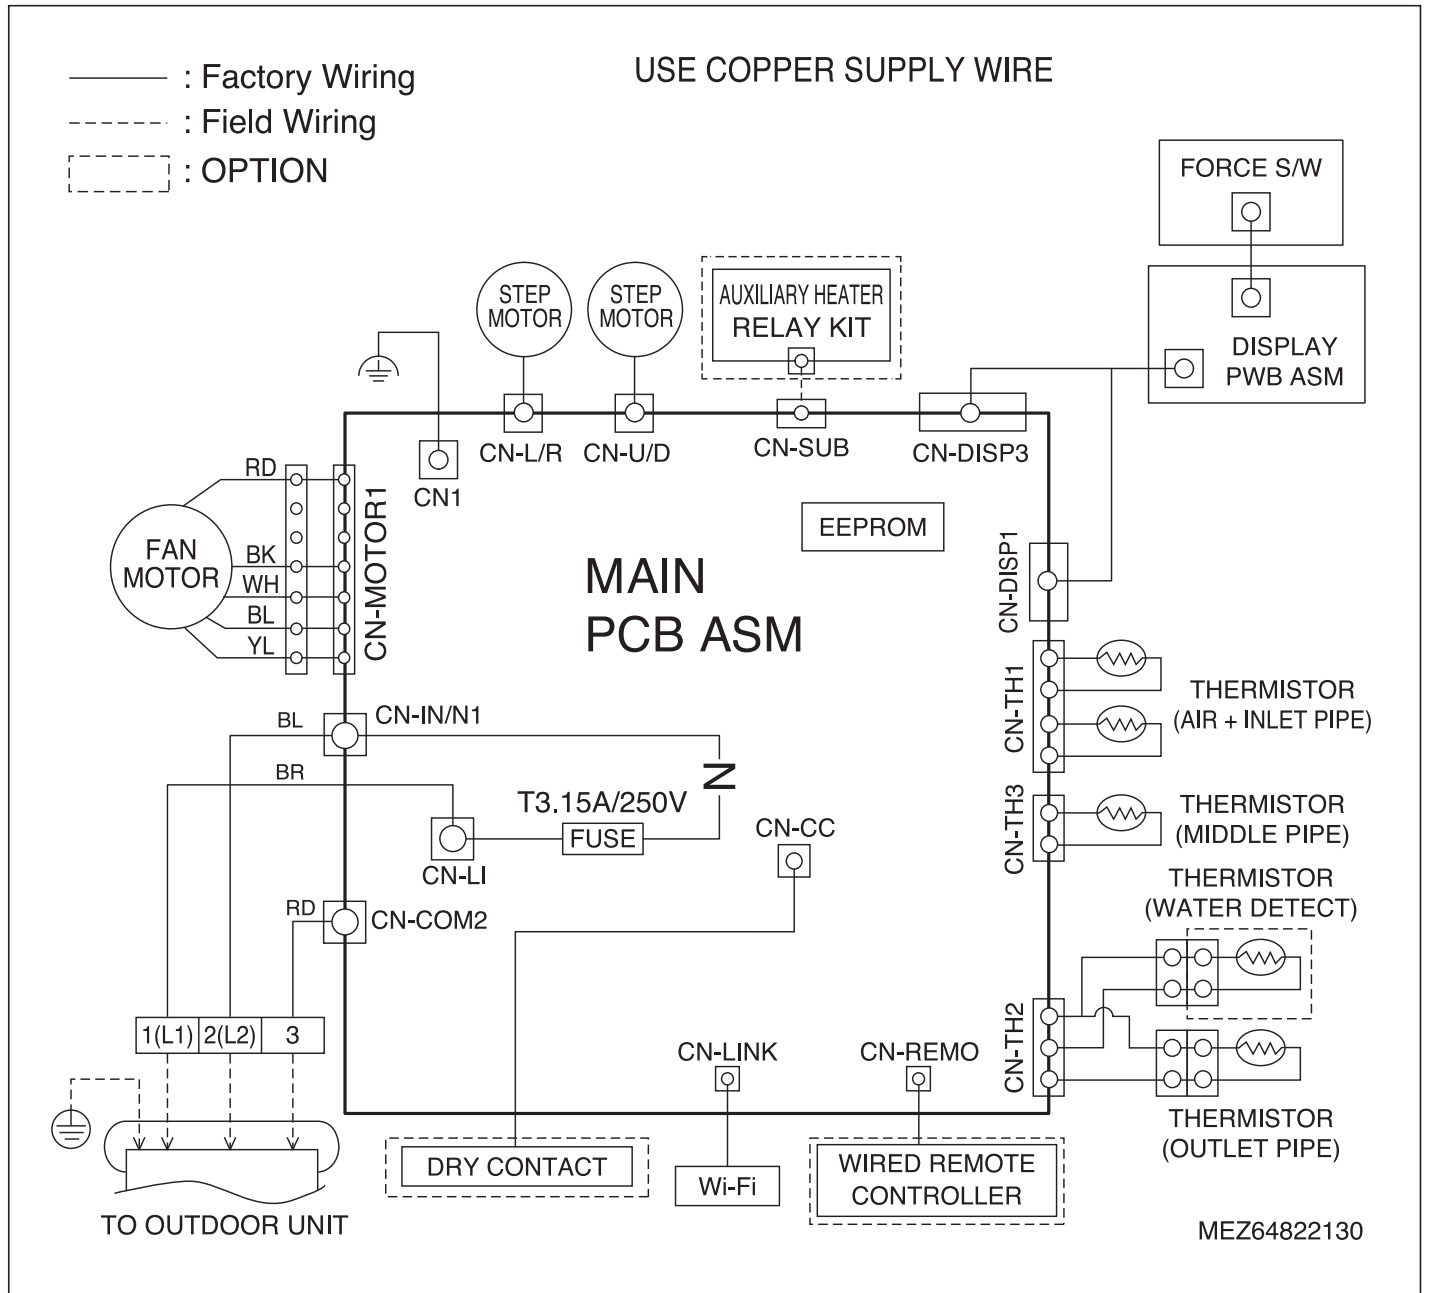 : Factory Wiring
: Field Wiring
: OPTION
USE COPPER SUPPLY WIRE
FORCE S/W
DISPLAY
PWB ASM
STEP
MOTOR
STEP
MOTOR
AUXILIARY HEATER
RELAY KIT
CN-L/R
CN-U/D
CN-SUB
CN-DISP3
CN1
RD
BK
WH
BL
YL
FAN
MOTOR
CN-MOTOR1
EEPROM
MAIN
PCB ASM
CN-DISP1
CN-TH1
THERMISTOR
(AIR + INLET PIPE)
BL
CN-IN/N1
BR
N
T3.15A/250V
FUSE
CN-LI
CN-CC
CN-TH3
THERMISTOR
(MIDDLE PIPE)
THERMISTOR
(WATER DETECT)
RD
CN-COM2
1(L1)
2(L2)
3
CN-LINK
CN-REMO
CN-TH2
THERMISTOR
(OUTLET PIPE)
DRY CONTACT
Wi-Fi
WIRED REMOTE
CONTROLLER
TO OUTDOOR UNIT
MEZ64822130